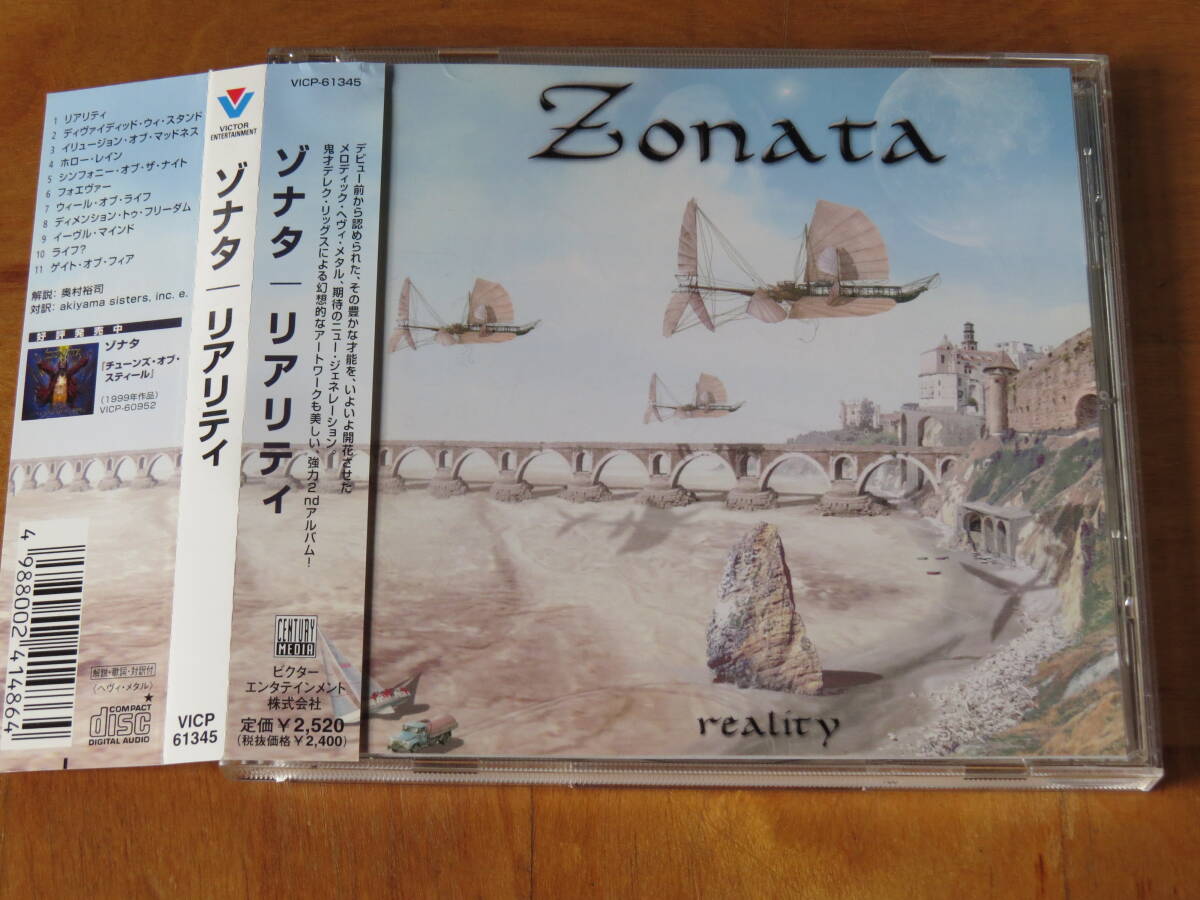 1 リアリティ
2 ディヴァイディッド・ウィ・スタンド
3 イリュージョン・オブ・マッドネス
4 ホロー・レイン
5 シンフォニー・オブ・ザ・ナイト
6 フォエヴァー
7 ウィール・オブ・ライフ
8 ディメンション・トゥ・フリーダム
9 イーヴル・マインド
10 ライフ?
11 ゲイト・オブ・フィア
解説：奥村裕司
対訳：akiyama sisters, inc. e.
好評発売中
ゾナタ
「チューンズ・オブ・
スティール」
(1999年作品)
VICP-60952
4 988002 414864
解説・歌詞・対訳付
〈ヘヴィ・メタル〉
COMPACT
disc
DIGITAL AUDIO
VICTOR
ENTERTAINMENT
ゾナタ｜リアリティ
VICP
61345
VICP-61345
デビュー前から認められた、その豊かな才能を、いよいよ開花させた
メロディック・ヘヴィ・メタル、期待のニュー・ジェネレーション。
鬼才デレク・リッグスによる幻想的なアートワークも美しい、強力2ndアルバム!
ゾナタ｜リアリティ
CENTURY
MEDIA
ビクター
エンタテインメント
株式会社
定価￥2,520
(税抜価格￥2,400)
Zonata
reality